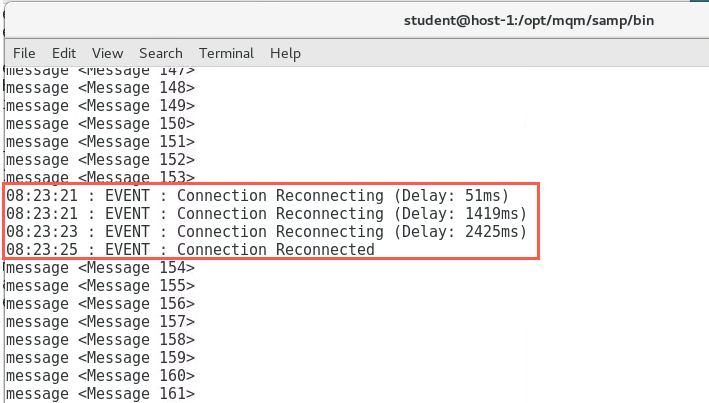 student@host-1:/opt/mqm/samp/bin
File Edit View Search Terminal Help
message <Message 147>
message <Message 148>
message <Message 149>
message <Message 150>
message <Message 151>
message <Message 152>
message <Message 153>
08:23:21 : EVENT : Connection Reconnecting (Delay: 51ms)
08:23:21 : EVENT : Connection Reconnecting (Delay: 1419ms)
08:23:23 : EVENT : Connection Reconnecting (Delay: 2425ms)
08:23:25 : EVENT : Connection Reconnected
message <Message 154>
message <Message 155>
message <Message 156>
message <Message 157>
message <Message 158>
message <Message 159>
message <Message 160>
message <Message 161>